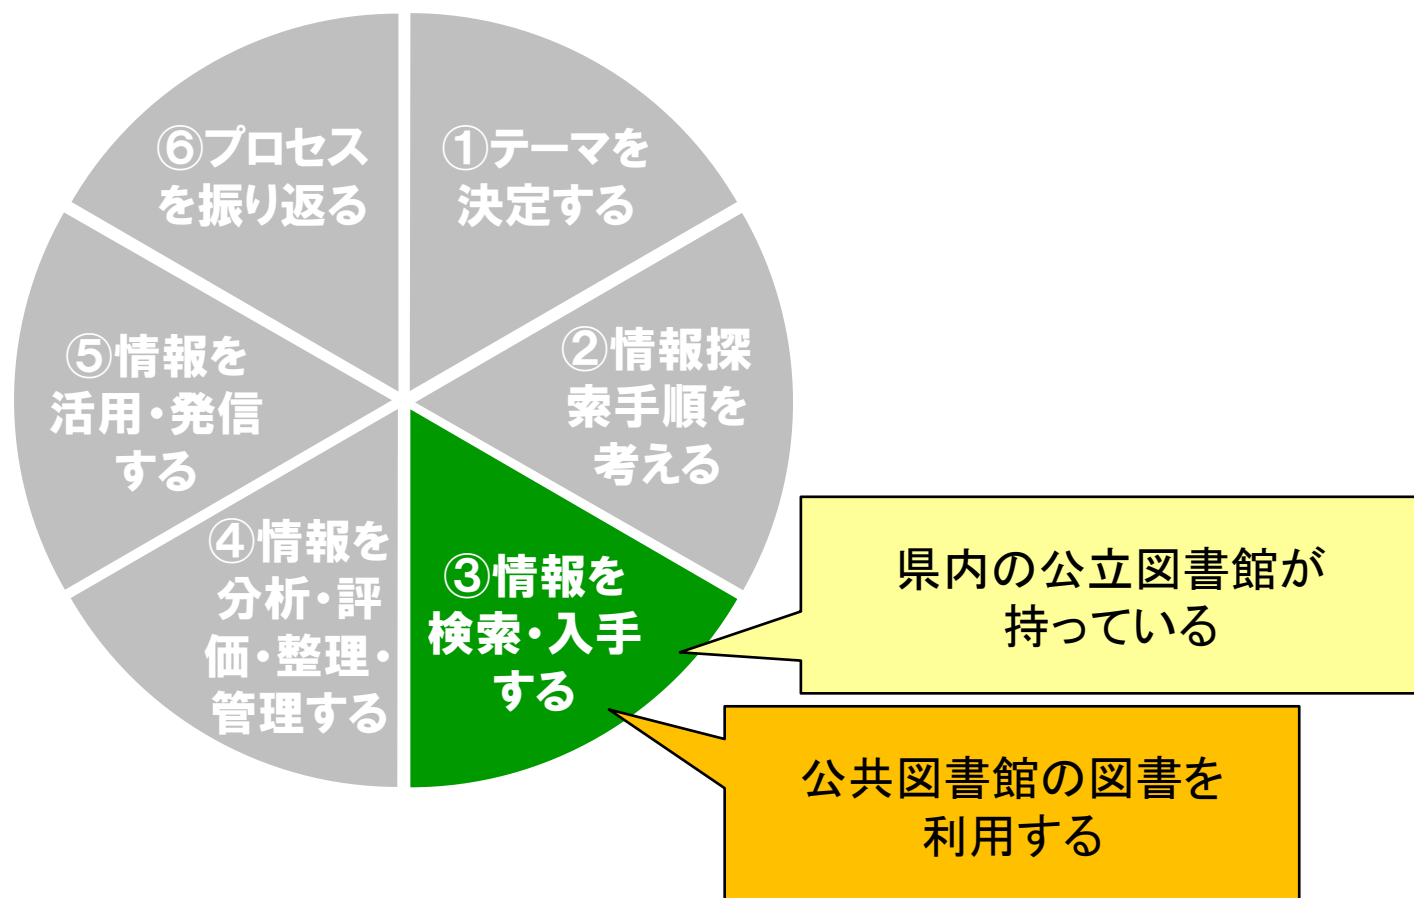 ⑥プロセス
を振り返る
①テーマを
決定する
②情報探
索手順を
考える
⑤情報を
活用・発信
する
④情報を
分析・評
価・整理・
管理する
③情報を
検索・入手
する
県内の公立図書館が
持っている
公共図書館の図書を
利用する